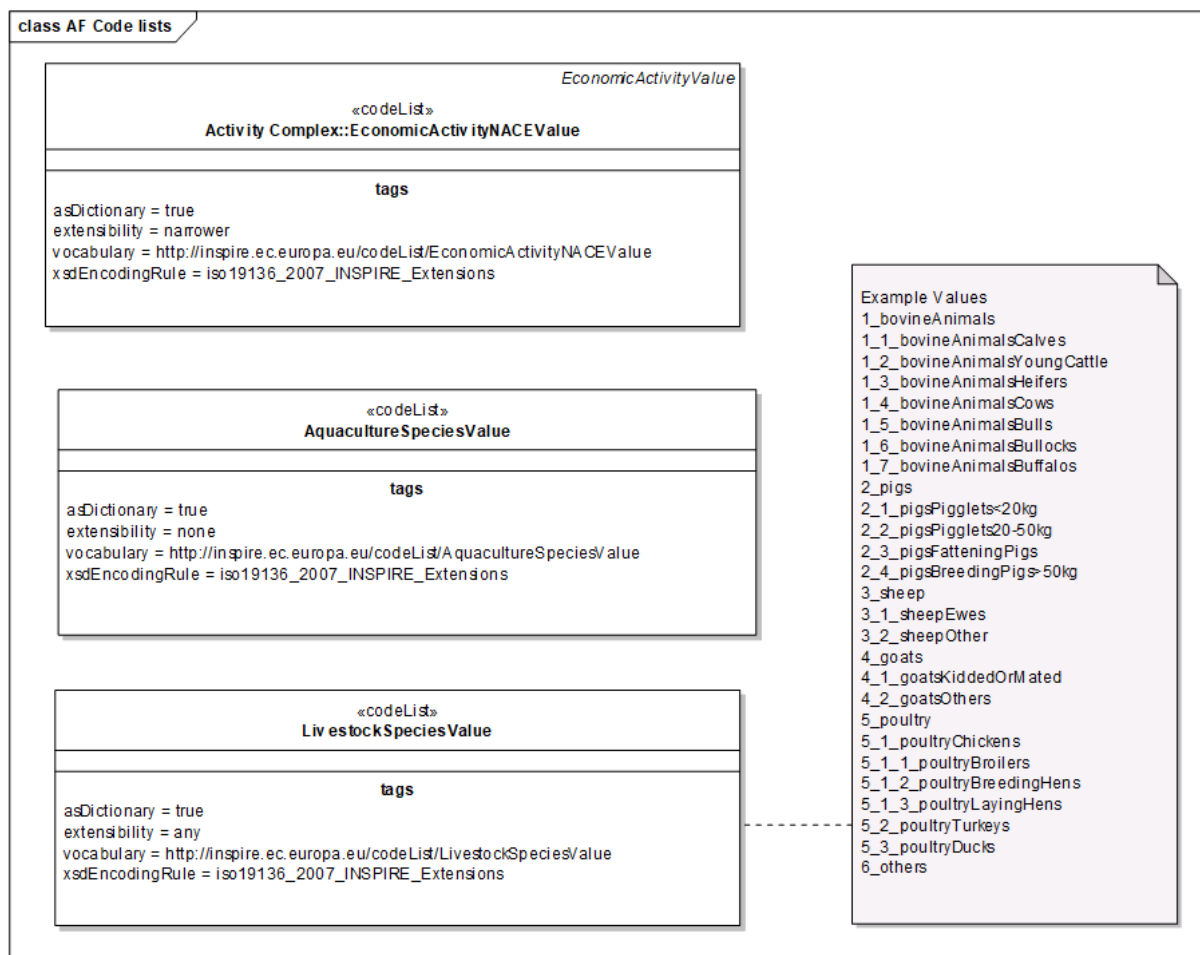 class AF Code lists
EconomicActivityValue
«codeList»
Activity Complex::EconomicActivityNACEValue
tags
asDictionary = true
extensibility = narrower
vocabulary = http://inspire.ec.europa.eu/codeList/EconomicActivityNACEValue
xsdEncodingRule = iso19136_2007_INSPIRE_Extensions
«codeList»
AquacultureSpeciesValue
tags
asDictionary = true
extensibility = none
vocabulary = http://inspire.ec.europa.eu/codeList/AquacultureSpeciesValue
xsdEncodingRule = iso19136_2007_INSPIRE_Extensions
«codeList»
LivestockSpeciesValue
tags
asDictionary = true
extensibility = any
vocabulary = http://inspire.ec.europa.eu/codeList/LivestockSpeciesValue
xsdEncodingRule = iso19136_2007_INSPIRE_Extensions
Example Values
1_bovineAnimals
1_1_bovineAnimalsCalves
1_2_bovineAnimalsYoungCattle
1_3_bovineAnimalsHeifers
1_4_bovineAnimalsCows
1_5_bovineAnimalsBulls
1_6_bovineAnimalsBullocks
1_7_bovineAnimalsBuffalos
2_pigs
2_1_pigsPigglets<20kg
2_2_pigsPigglets20-50kg
2_3_pigsFatteningPigs
2_4_pigsBreedingPigs>50kg
3_sheep
3_1_sheepEwes
3_2_sheepOther
4_goats
4_1_goatsKiddedOrMated
4_2_goatsOthers
5_poultry
5_1_poultryChickens
5_1_1_poultryBroilers
5_1_2_poultryBreedingHens
5_1_3_poultryLayingHens
5_2_poultryTurkeys
5_3_poultryDucks
6_others